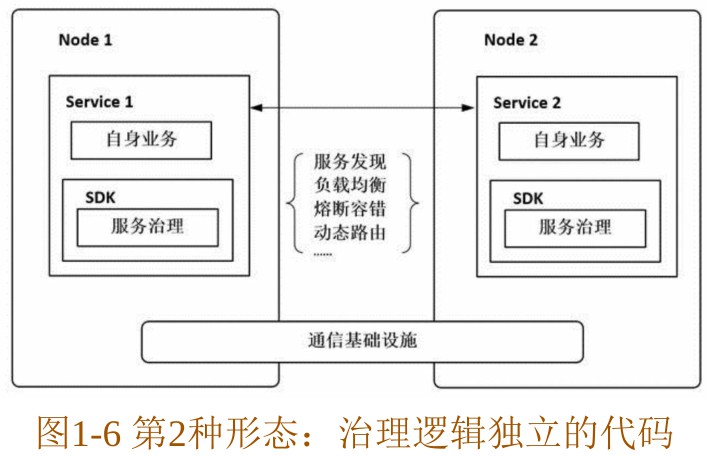 Node 1
Service 1
自身业务
SDK
服务治理
服务发现
负载均衡
熔断容错
动态路由
......
Node 2
Service 2
自身业务
SDK
服务治理
通信基础设施
图1-6 第2种形态：治理逻辑独立的代码